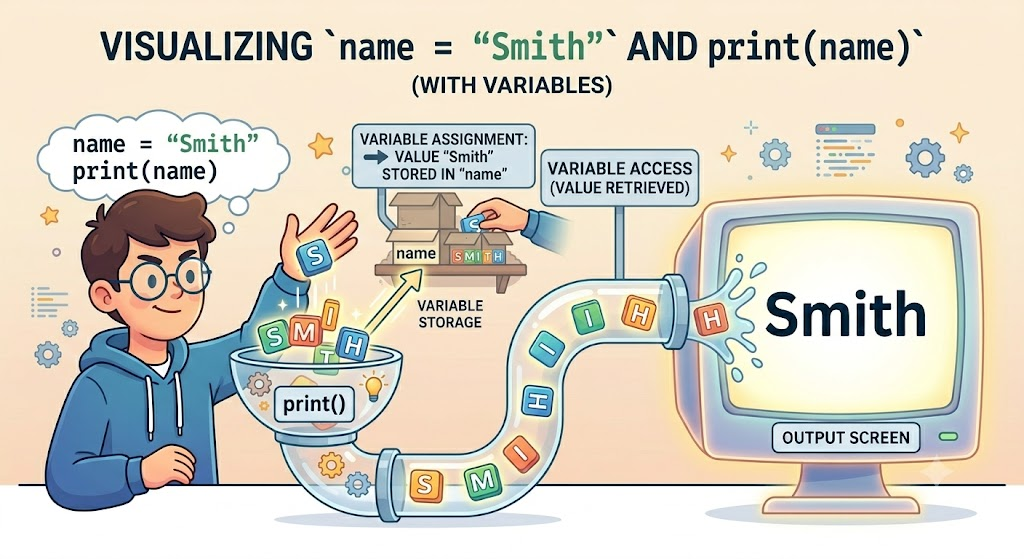 VISUALIZING `name = “Smith”` AND print(name)`
(WITH VARIABLES)
name = “Smith”
print(name)
VARIABLE ASSIGNMENT:
→ VALUE “Smith”
STORED IN “name”
VARIABLE ACCESS
(VALUE RETRIEVED)
S
name
SMITH
VARIABLE
STORAGE
S
S M I T H
print()
S M I H I I H H
Smith
OUTPUT SCREEN